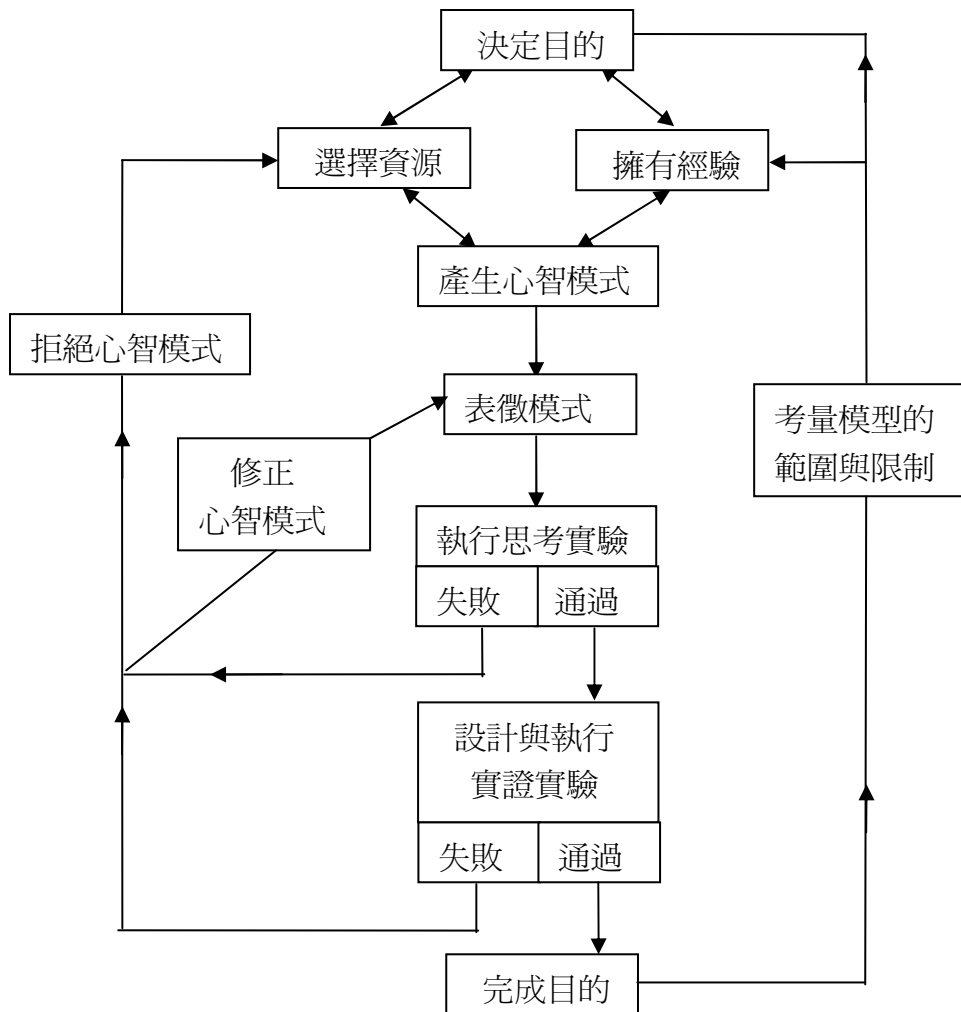 決定目的
選擇資源
擁有經驗
產生心智模式
拒絕心智模式
表徵模式
考量模型的
範圍與限制
修正
心智模式
執行思考實驗
失敗
通過
設計與執行
實證實驗
失敗
通過
完成目的